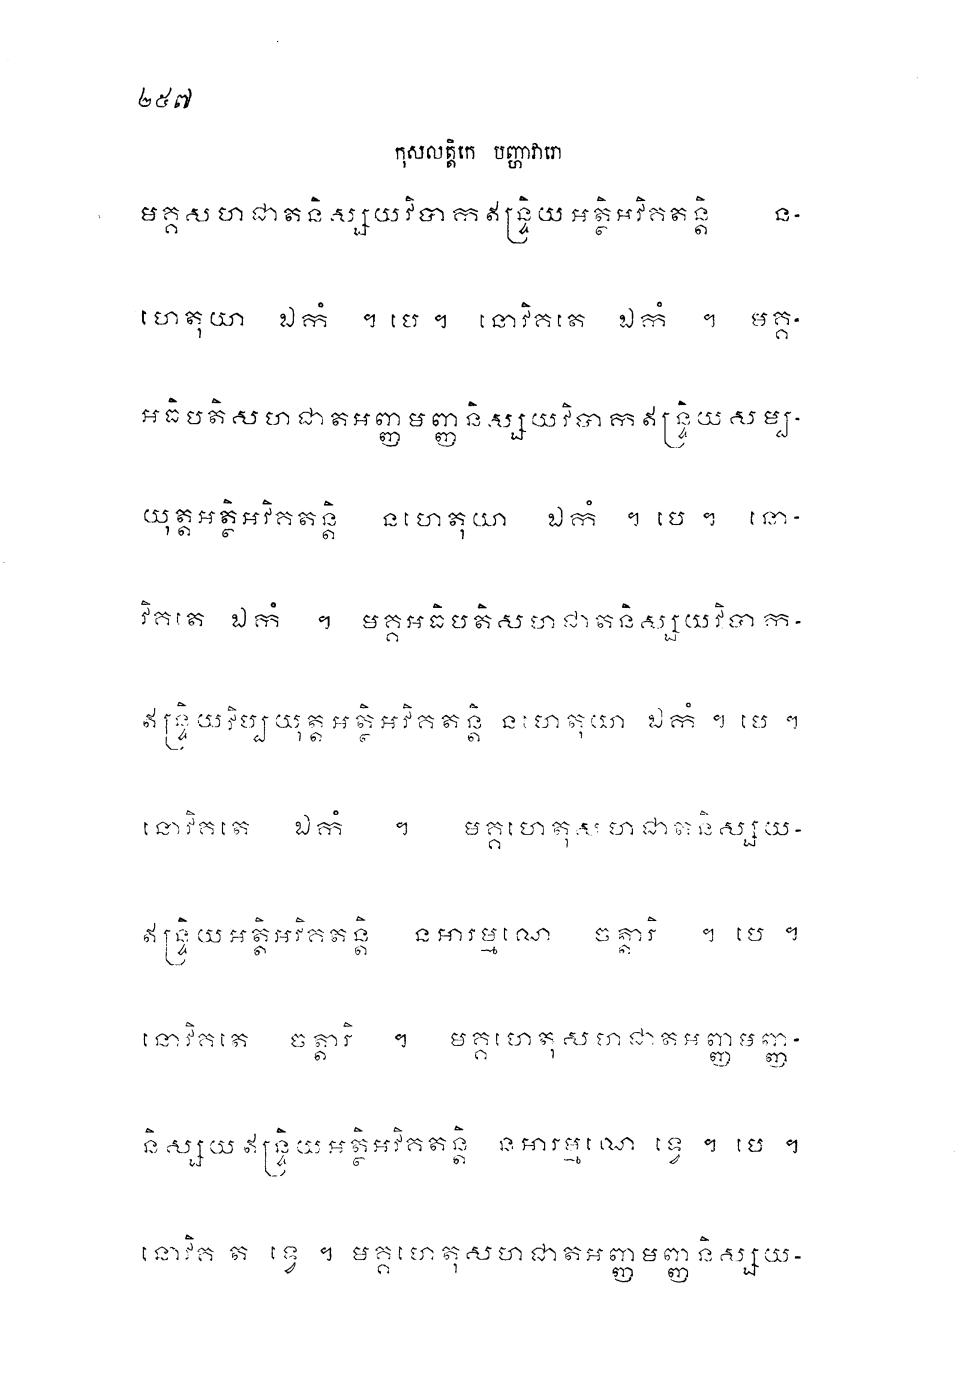 ២៥៧
កុសលត្តិកេ បញ្ហាវារោ
មគ្គសហជាតនិស្សយវិបាកឥន្ទ្រិយអត្ថិអវិគតន្តិ ន-
ហេតុយា ឯកំ ។ បេ ។ នោវិគតេ ឯកំ ។ មគ្គ-
អធិបតិសហជាតអញ្ញមញ្ញនិស្សយវិបាកឥន្ទ្រិយសម្ប-
យុត្តអត្ថិអវិគតន្តិ នហេតុយា ឯកំ ។ បេ ។ នោ-
វិគតេ ឯកំ ។ មគ្គអធិបតិសហជាតនិស្សយវិបាក-
ឥន្ទ្រិយវិប្បយុត្តអត្ថិអវិគតន្តិ នហេតុយា ឯកំ ។ បេ ។
នោវិគតេ ឯកំ ។ មគ្គហេតុសហជាតនិស្សយ-
ឥន្ទ្រិយអត្ថិអវិគតន្តិ នអារម្មណេ ចត្តារិ ។ បេ ។
នោវិគតេ ចត្តារិ ។ មគ្គហេតុសហជាតអញ្ញមញ្ញ-
និស្សយឥន្ទ្រិយអត្ថិអវិគតន្តិ នអារម្មណេ ទ្វេ ។ បេ ។
នោវិគ ត ទ្វេ ។ មគ្គហេតុសហជាតអញ្ញមញ្ញនិស្សយ-